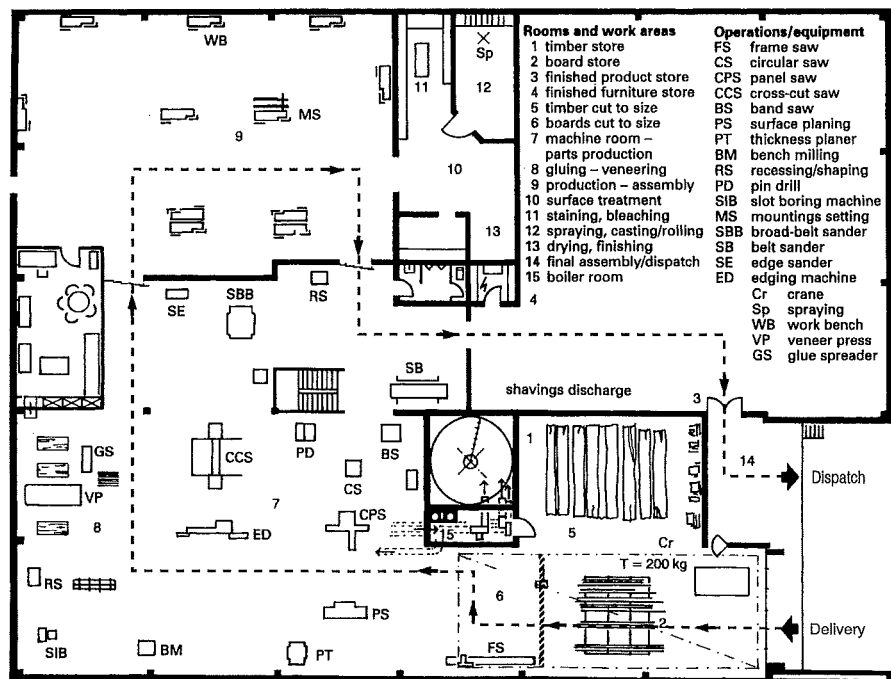 WB
MS
9
11
Sp
12
10
13
Rooms and work areas
1 timber store
2 board store
3 finished product store
4 finished furniture store
5 timber cut to size
6 boards cut to size
7 machine room –
parts production
8 gluing – veneering
9 production – assembly
10 surface treatment
11 staining, bleaching
12 spraying, casting/rolling
13 drying, finishing
14 final assembly/dispatch
15 boiler room
Operations/equipment
FS frame saw
CS circular saw
CPS panel saw
CCS cross-cut saw
BS band saw
PS surface planing
PT thickness planer
BM bench milling
RS recessing/shaping
PD pin drill
SIB slot boring machine
MS mountings setting
SBB broad-belt sander
SB belt sander
SE edge sander
ED edging machine
Cr crane
Sp spraying
WB work bench
VP veneer press
GS glue spreader
4
SE
SBB
RS
SB
shavings discharge
3
GS
VP
8
CCS
PD
BS
CS
7
CPS
ED
1
14
Dispatch
15
5
Cr
T = 200 kg
RS
6
2
Delivery
PS
SIB
BM
PT
FS